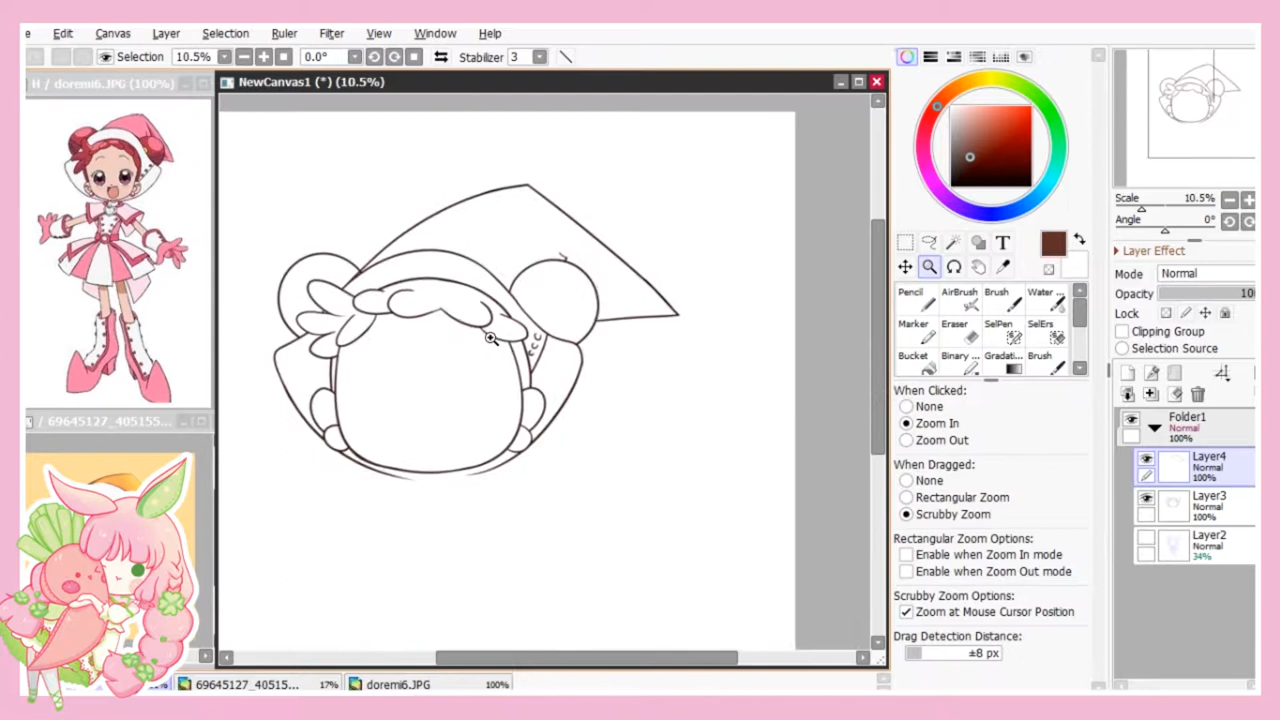 e Edit Canvas Layer Selection Ruler Filter View Window Help
Selection 10.5% 0.0° Stabilizer 3
H / doremi6.JPG (100%)
NewCanvas1 (*) (10.5%)
Scale 10.5%
Angle 0°
Layer Effect
Mode Normal
Opacity 10
Lock
Clipping Group
Selection Source
T
Pencil AirBrush Brush Water ...
Marker Eraser SelPen SelErs
Bucket Binary ... Gradati... Brush
When Clicked:
None
Zoom In
Zoom Out
When Dragged:
None
Rectangular Zoom
Scrubby Zoom
Rectangular Zoom Options:
Enable when Zoom In mode
Enable when Zoom Out mode
Scrubby Zoom Options:
Zoom at Mouse Cursor Position
Drag Detection Distance:
±8 px
Folder1
Normal
100%
Layer4
Normal
100%
Layer3
Normal
100%
Layer2
Normal
34%
/ 69645127_405155...
69645127_40515... 17% doremi6.JPG 100%